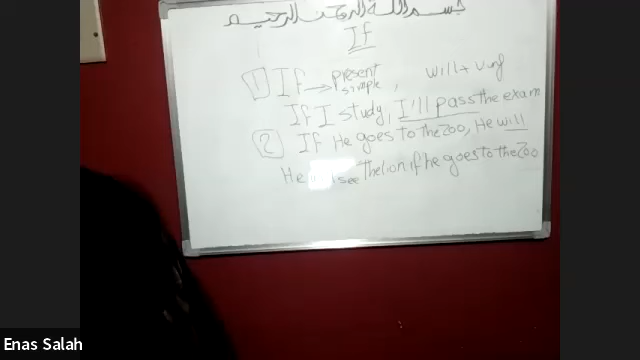 بسم الله الرحمن الرحيم
If
1 If → present simple, will + v.inf
If I study, I'll pass the exam
2 If He goes to the Zoo, He will
He see the lion if he goes to the Zoo
Enas Salah